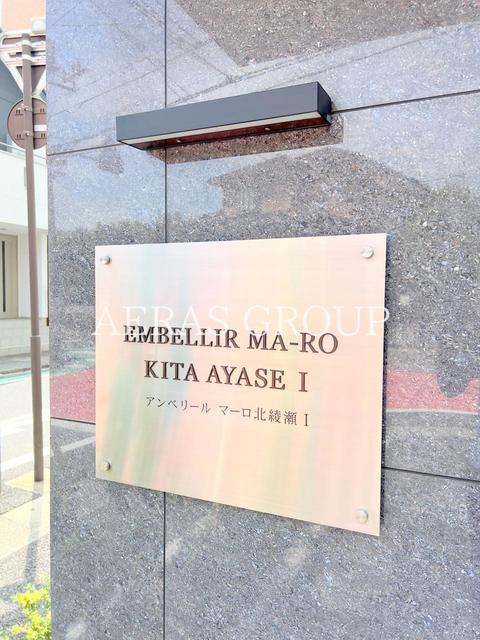 AERAS GROUP
EMBELLIR MA-RO
KITA AYASE I
アンベリール マーロ北綾瀬 I